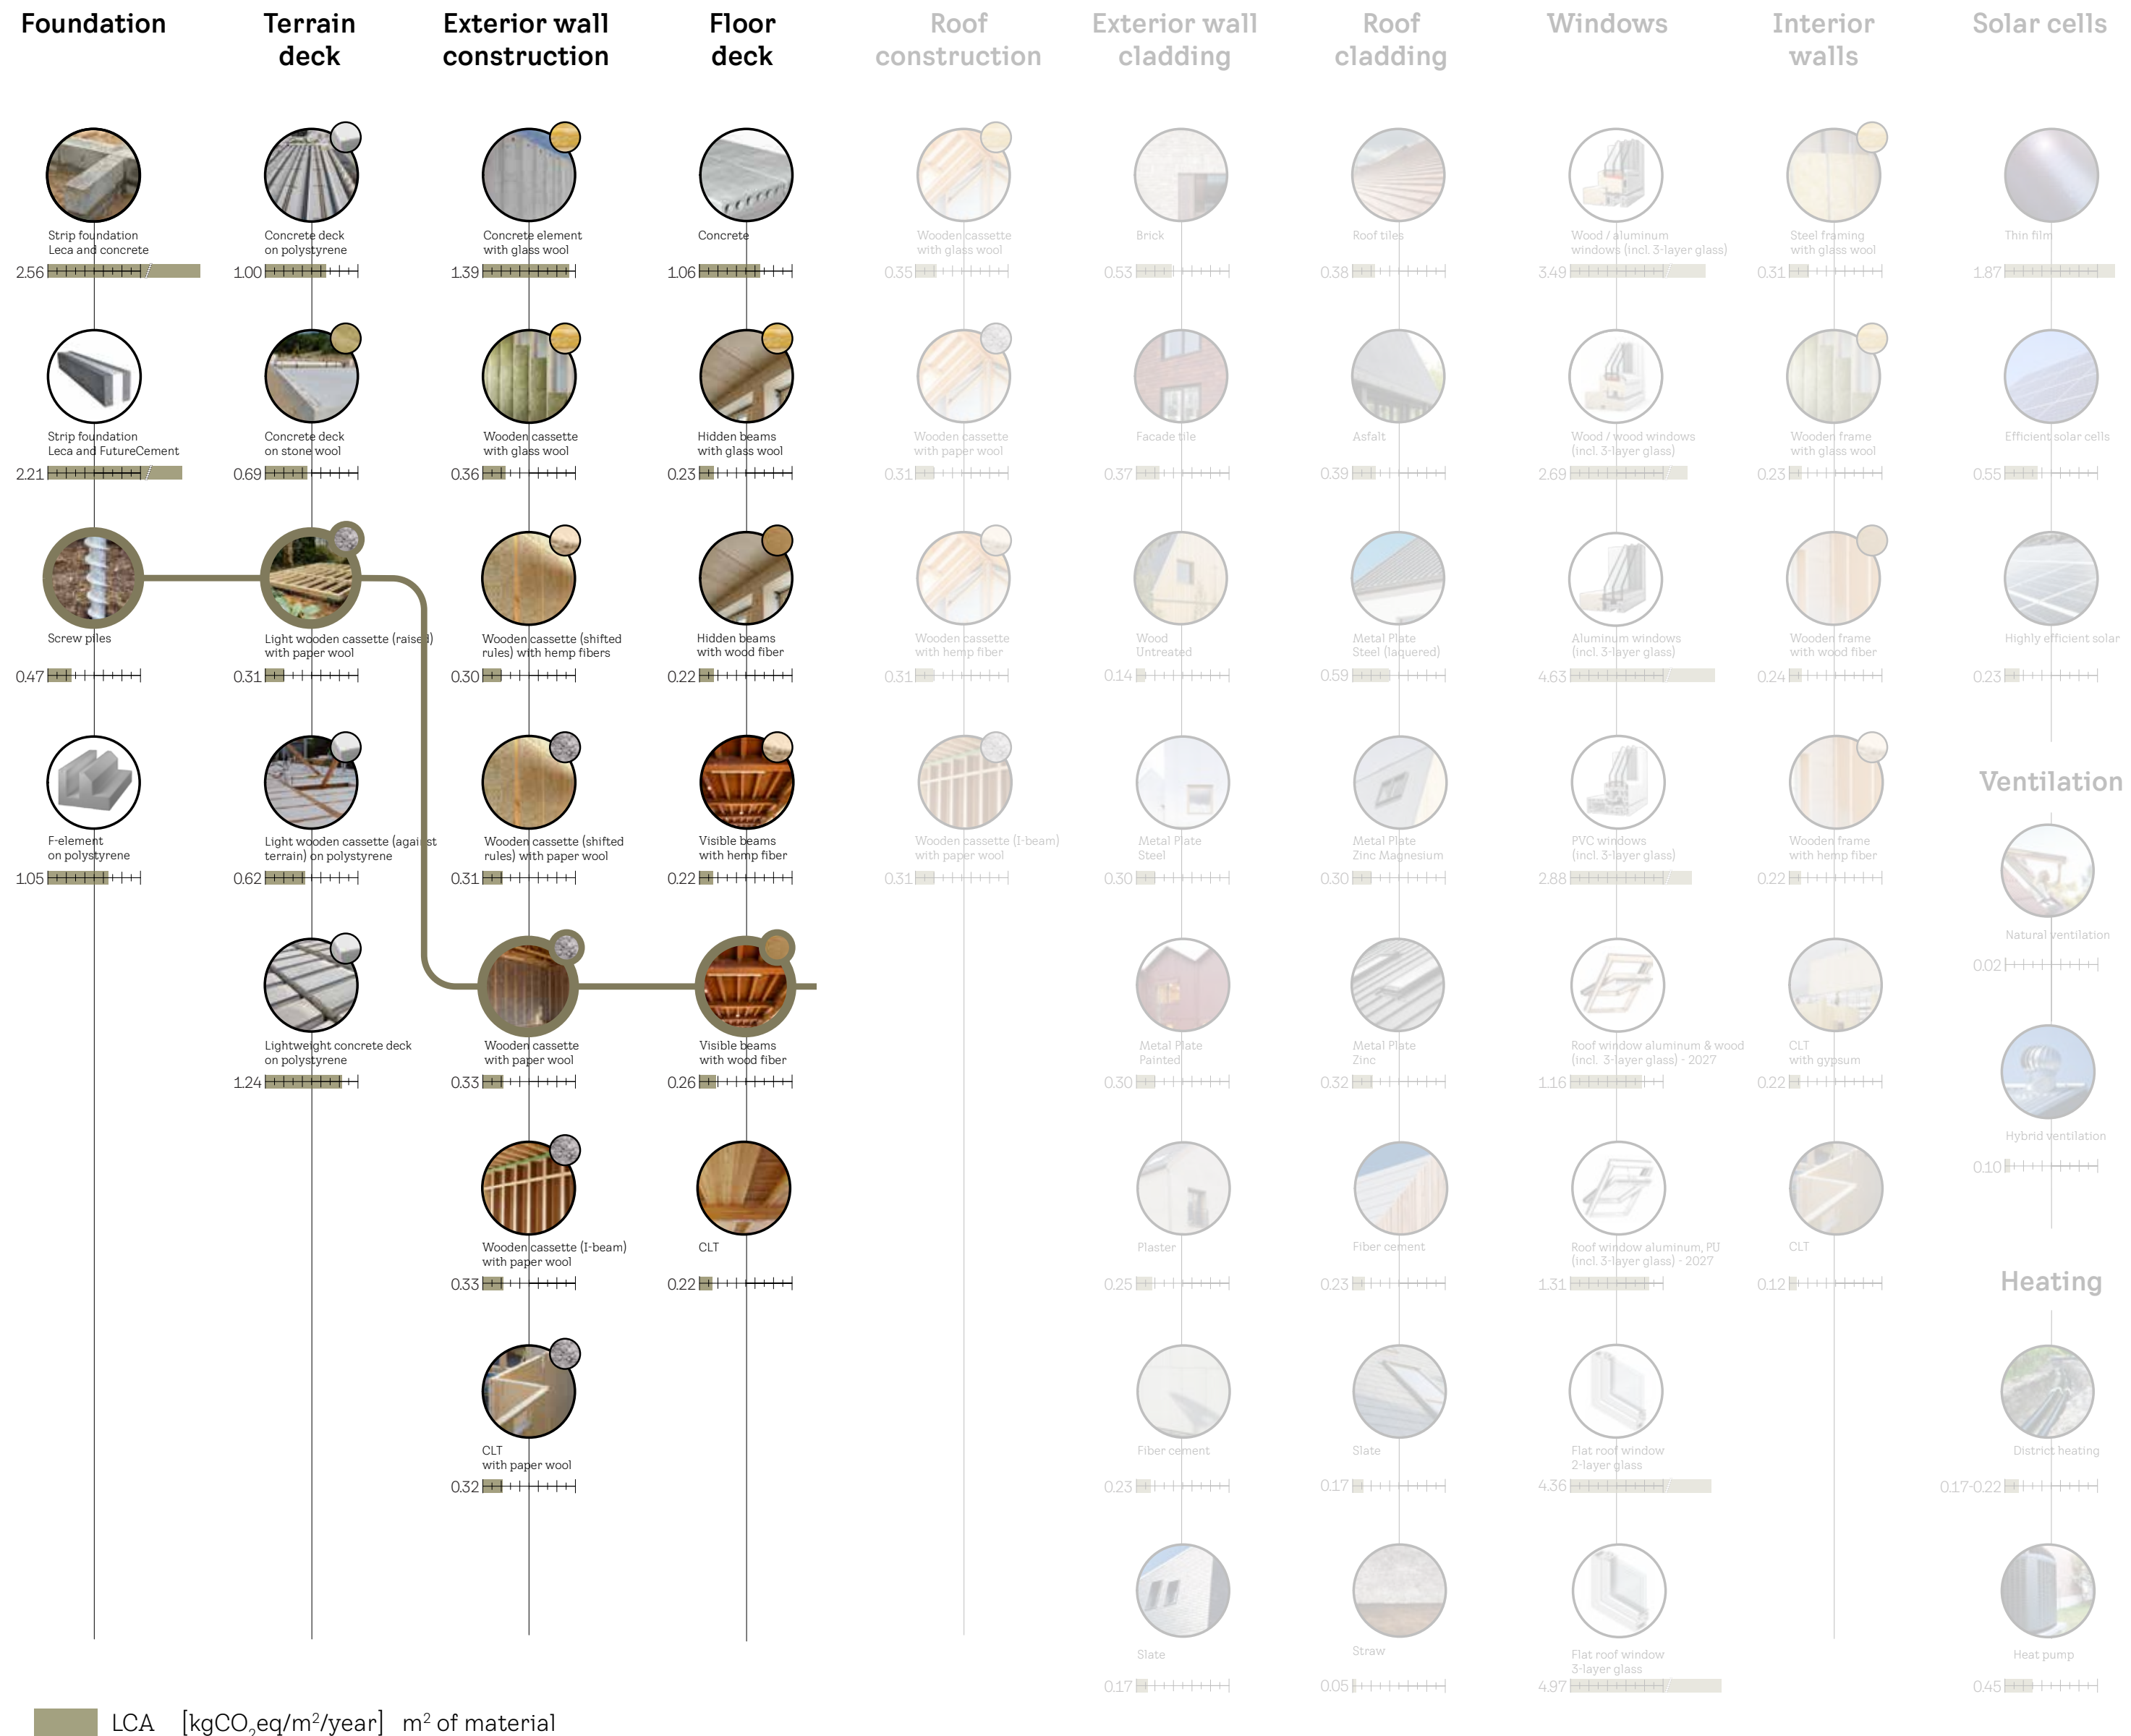 Foundation
Strip foundation
Leca and concrete
2.56
Strip foundation
Leca and FutureCement
2.21
Screw piles
0.47
F-element
on polystyrene
1.05
Terrain
deck
Concrete deck
on polystyrene
1.00
Concrete deck
on stone wool
0.69
Light wooden cassette (raised)
with paper wool
0.31
Light wooden cassette (against
terrain) on polystyrene
0.62
Lightweight concrete deck
on polystyrene
1.24
Exterior wall
construction
Concrete element
with glass wool
1.39
Wooden cassette
with glass wool
0.36
Wooden cassette (shifted
rules) with hemp fibers
0.30
Wooden cassette (shifted
rules) with paper wool
0.31
Wooden cassette
with paper wool
0.33
Wooden cassette (I-beam)
with paper wool
0.33
CLT
with paper wool
0.32
Floor
deck
Concrete
1.06
Hidden beams
with glass wool
0.23
Hidden beams
with wood fiber
0.22
Visible beams
with hemp fiber
0.22
Visible beams
with wood fiber
0.26
CLT
0.22
Roof
construction
Wooden cassette
with glass wool
0.35
Wooden cassette
with paper wool
0.31
Wooden cassette
with hemp fiber
0.31
Wooden cassette (I-beam)
with paper wool
0.31
Exterior wall
cladding
Brick
0.53
Facade tile
0.37
Wood
Untreated
0.14
Metal Plate
Steel
0.30
Metal Plate
Painted
0.30
Plaster
0.25
Fiber cement
0.23
Slate
0.17
Roof
cladding
Roof tiles
0.38
Asfalt
0.39
Metal Plate
Steel (laquered)
0.59
Metal Plate
Zinc Magnesium
0.30
Metal Plate
Zinc
0.32
Fiber cement
0.23
Slate
0.17
Straw
0.05
Windows
Wood / aluminum
windows (incl. 3-layer glass)
3.49
Wood / wood windows
(incl. 3-layer glass)
2.69
Aluminum windows
(incl. 3-layer glass)
4.63
PVC windows
(incl. 3-layer glass)
2.88
Roof window aluminum & wood
(incl. 3-layer glass) - 2027
1.16
Roof window aluminum, PU
(incl. 3-layer glass) - 2027
1.31
Flat roof window
2-layer glass
4.36
Flat roof window
3-layer glass
4.97
Interior
walls
Steel framing
with glass wool
0.31
Wooden frame
with glass wool
0.23
Wooden frame
with wood fiber
0.24
Wooden frame
with hemp fiber
0.22
CLT
with gypsum
0.22
CLT
0.12
Solar cells
Thin film
1.87
Efficient solar cells
0.55
Highly efficient solar
0.23
Ventilation
Natural ventilation
0.02
Hybrid ventilation
0.10
Heating
District heating
0.17-0.22
Heat pump
0.45
LCA [kgCO₂eq/m²/year] m² of material